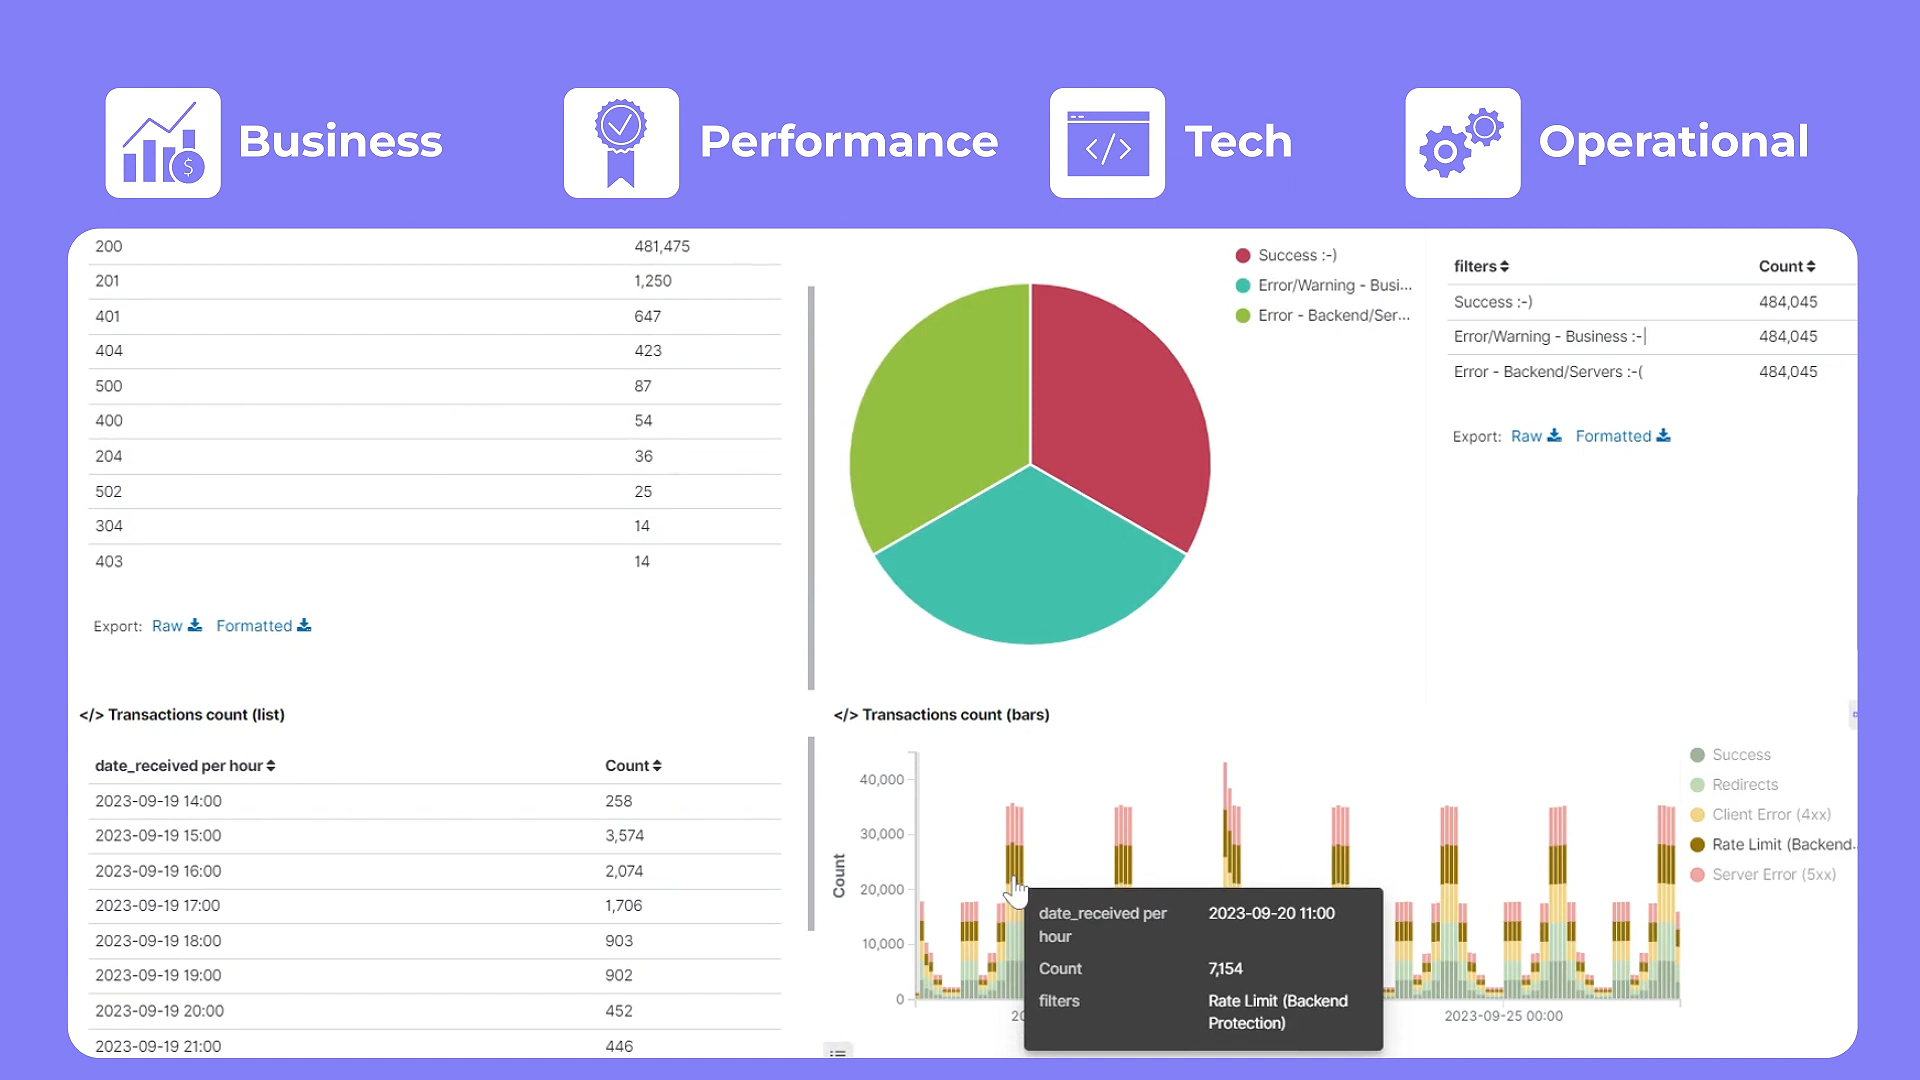 Business
Performance
</>
Tech
Operational
200 481,475
201 1,250
401 647
404 423
500 87
400 54
204 36
502 25
304 14
403 14
Export: Raw Formatted
Success :-)
Error/Warning - Busi...
Error - Backend/Ser...
filters Count
Success :-) 484,045
Error/Warning - Business :-| 484,045
Error - Backend/Servers :-( 484,045
Export: Raw Formatted
</> Transactions count (list)
date_received per hour Count
2023-09-19 14:00 258
2023-09-19 15:00 3,574
2023-09-19 16:00 2,074
2023-09-19 17:00 1,706
2023-09-19 18:00 903
2023-09-19 19:00 902
2023-09-19 20:00 452
2023-09-19 21:00 446
</> Transactions count (bars)
Count
40,000
30,000
20,000
10,000
0
20
2023-09-25 00:00
Success
Redirects
Client Error (4xx)
Rate Limit (Backend...
Server Error (5xx)
date_received per hour 2023-09-20 11:00
Count 7,154
filters Rate Limit (Backend
Protection)